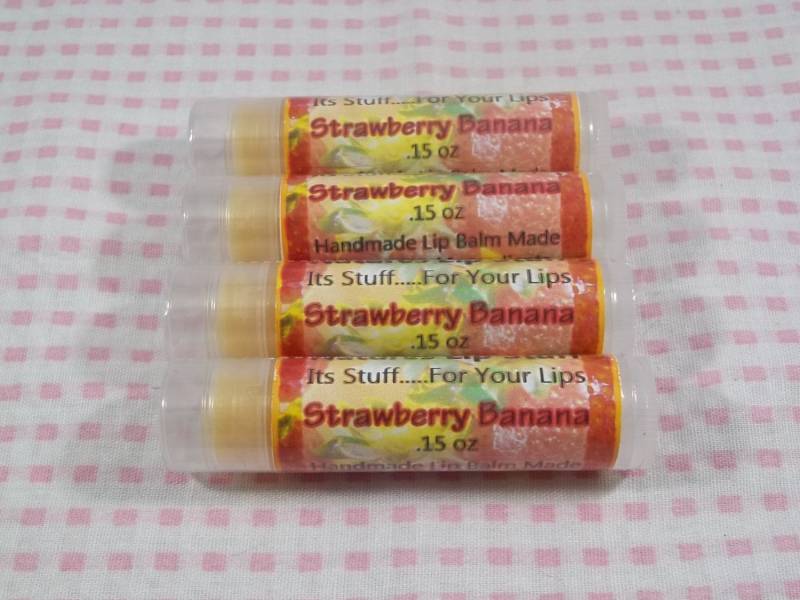 Its Stuff.....For Your Lips
Strawberry Banana
.15 oz
Strawberry Banana
.15 oz
Handmade Lip Balm Made
Its Stuff.....For Your Lips
Strawberry Banana
.15 oz
Its Stuff.....For Your Lips
Strawberry Banana
.15 oz
Handmade Lip Balm Made